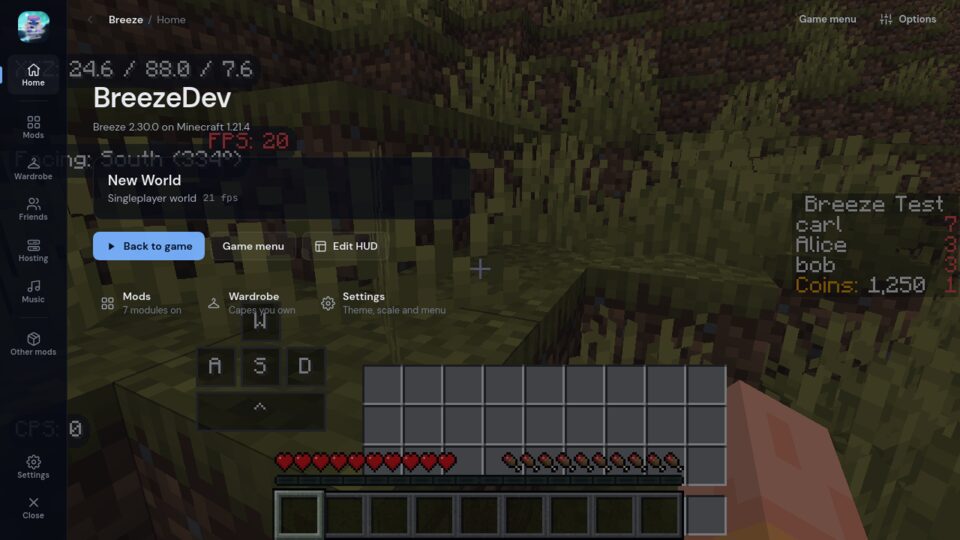 Breeze / Home
Game menu
Options
24.6 / 88.0 / 7.6
Home
BreezeDev
Breeze 2.30.0 on Minecraft 1.21.4
FPS: 20
Mods
Facing: South (334°)
Wardrobe
New World
Singleplayer world 21 fps
Friends
Breeze Test
carl 7
Alice 3
bob 3
Coins: 1,250 1
Hosting
Back to game
Game menu
Edit HUD
Music
Mods
7 modules on
Wardrobe
Capes you own
Settings
Theme, scale and menu
W
Other mods
A S D
^
CPS: 0
Settings
Close